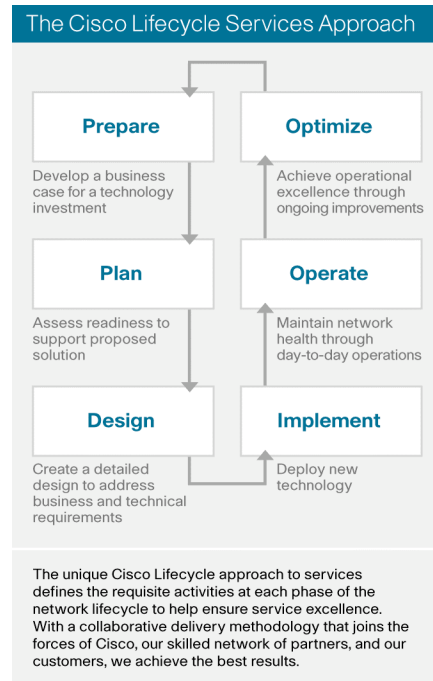 The Cisco Lifecycle Services Approach
Prepare
Develop a business
case for a technology
investment
Plan
Assess readiness to
support proposed
solution
Design
Create a detailed
design to address
business and technical
requirements
Optimize
Achieve operational
excellence through
ongoing improvements
Operate
Maintain network
health through
day-to-day operations
Implement
Deploy new
technology
The unique Cisco Lifecycle approach to services
defines the requisite activities at each phase of the
network lifecycle to help ensure service excellence.
With a collaborative delivery methodology that joins the
forces of Cisco, our skilled network of partners, and our
customers, we achieve the best results.